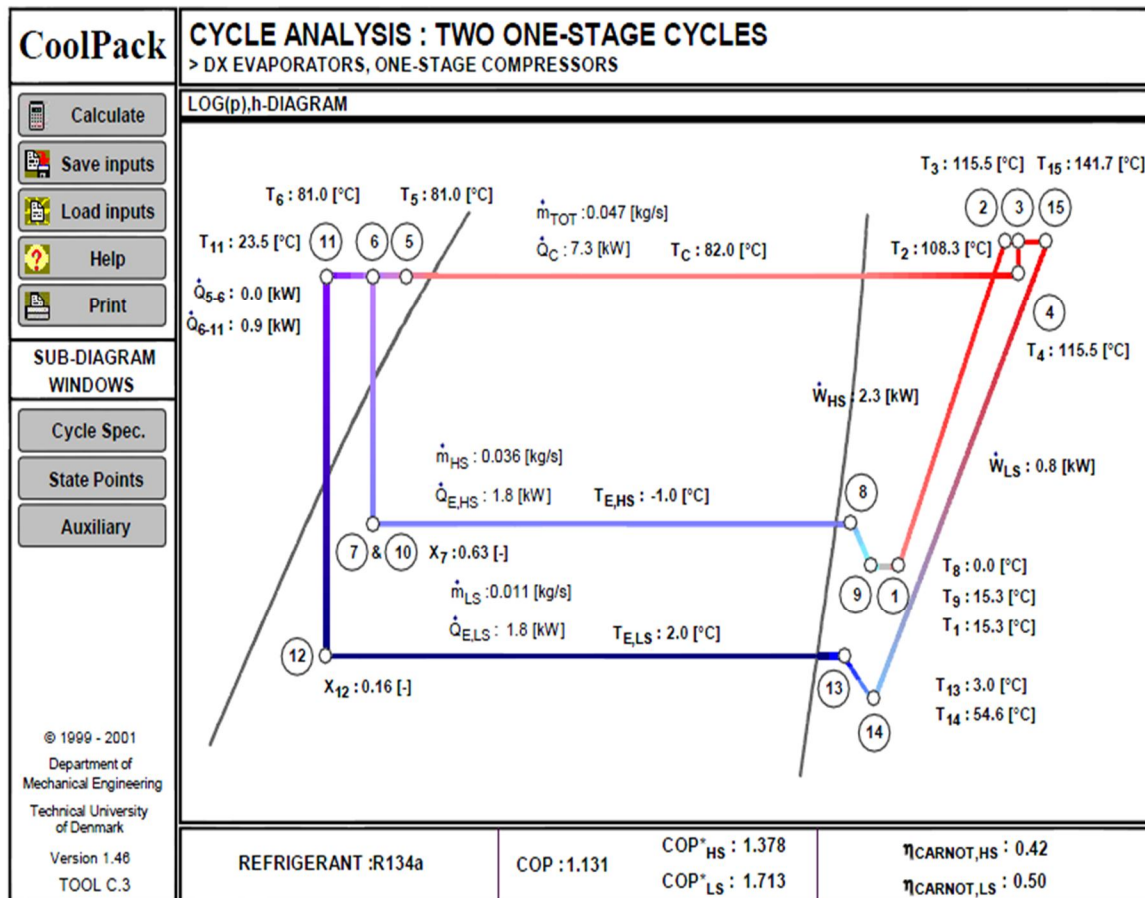 CoolPack
CYCLE ANALYSIS : TWO ONE-STAGE CYCLES
> DX EVAPORATORS, ONE-STAGE COMPRESSORS
Calculate
Save inputs
Load inputs
Help
Print
SUB-DIAGRAM
WINDOWS
Cycle Spec.
State Points
Auxiliary
© 1999 - 2001
Department of
Mechanical Engineering
Technical University
of Denmark
Version 1.46
TOOL C.3
LOG(p),h-DIAGRAM
T3 : 115.5 [°C] T15 : 141.7 [°C]
T6 : 81.0 [°C] T5 : 81.0 [°C]
ṁTOT : 0.047 [kg/s]
2 3 15
T11 : 23.5 [°C] 11 6 5
Q̇C : 7.3 [kW] TC : 82.0 [°C] T2 : 108.3 [°C]
Q̇5-6 : 0.0 [kW]
Q̇6-11 : 0.9 [kW]
4
T4 : 115.5 [°C]
ẆHS : 2.3 [kW]
ṁHS : 0.036 [kg/s]
ẆLS : 0.8 [kW]
Q̇E,HS : 1.8 [kW] TE,HS : -1.0 [°C] 8
7 & 10 X7 : 0.63 [-]
9 1
T8 : 0.0 [°C]
T9 : 15.3 [°C]
T1 : 15.3 [°C]
ṁLS : 0.011 [kg/s]
Q̇E,LS : 1.8 [kW] TE,LS : 2.0 [°C]
12 13
X12 : 0.16 [-]
T13 : 3.0 [°C]
T14 : 54.6 [°C]
14
REFRIGERANT :R134a
COP : 1.131
COP*HS : 1.378
COP*LS : 1.713
ηCARNOT,HS : 0.42
ηCARNOT,LS : 0.50